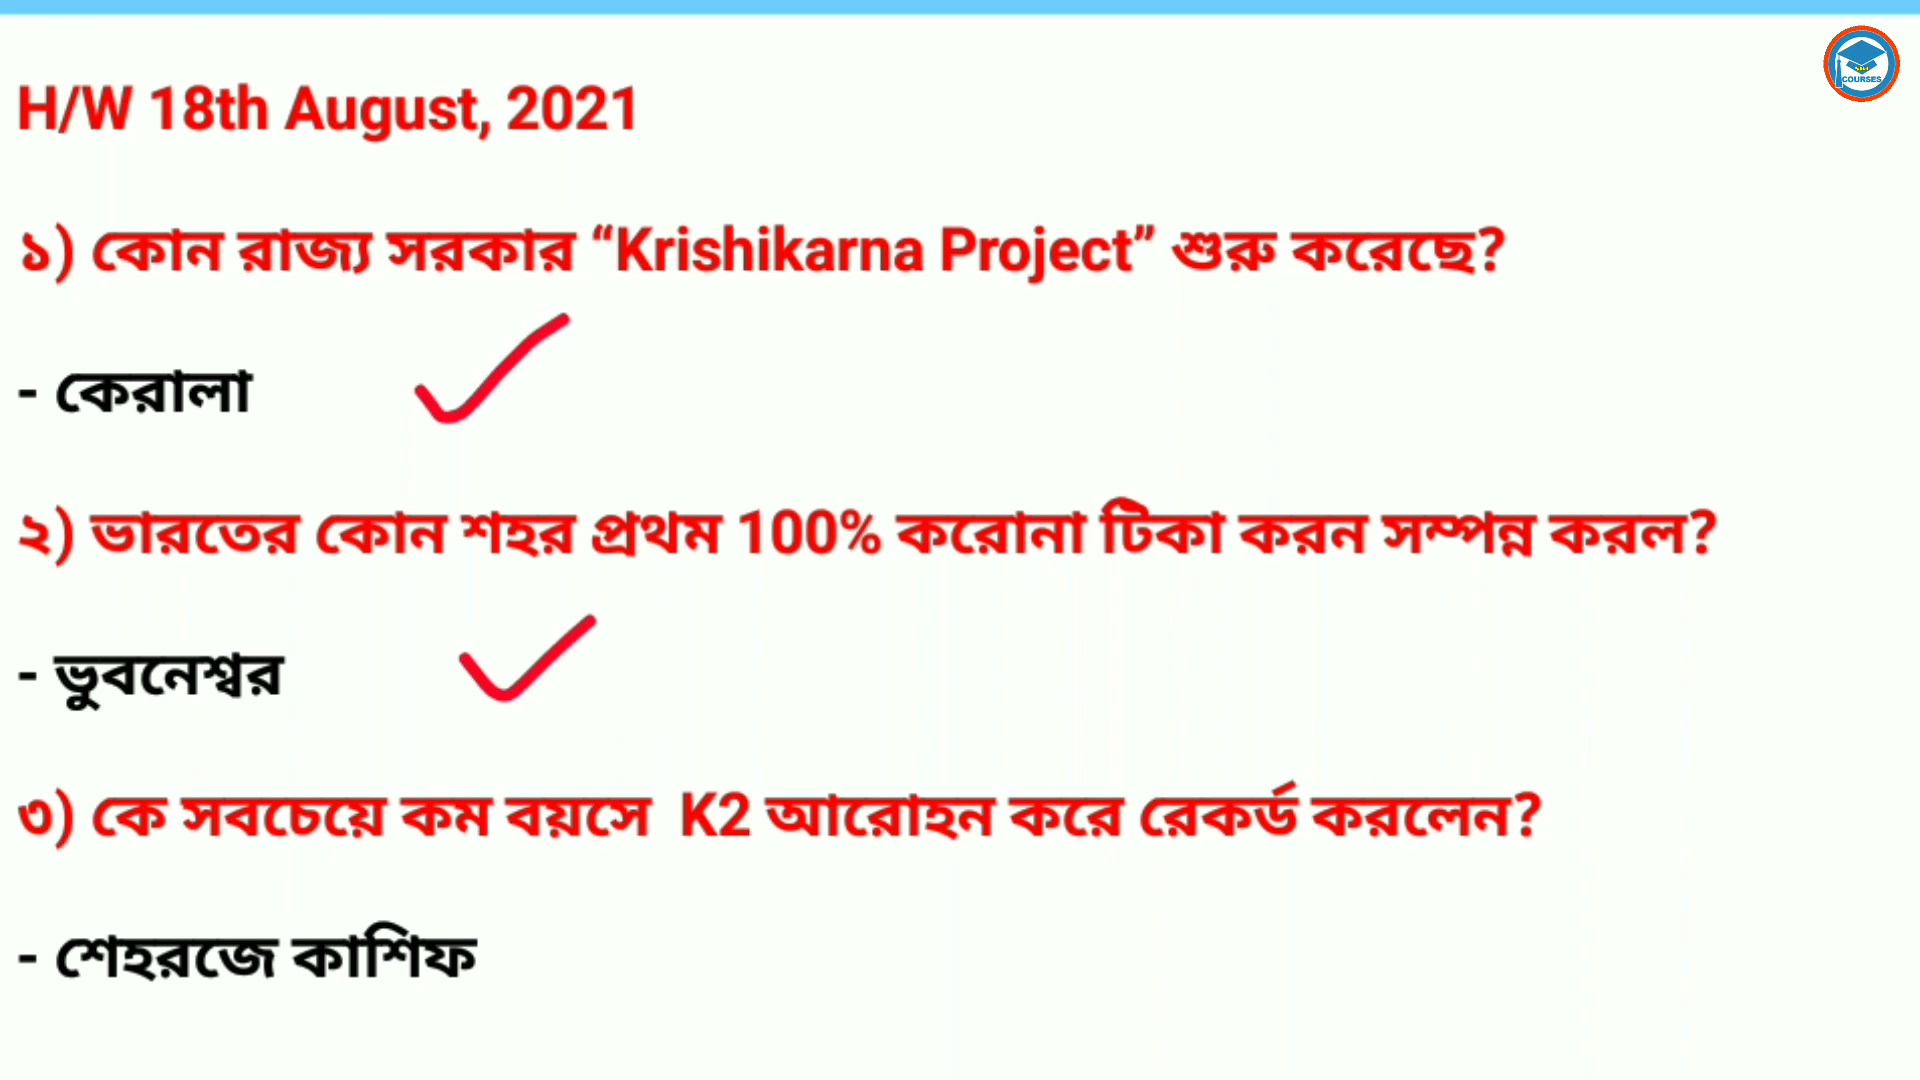 COURSES
H/W 18th August, 2021
১) কোন রাজ্য সরকার “Krishikarna Project” শুরু করেছে?
- কেরালা
২) ভারতের কোন শহর প্রথম 100% করোনা টিকা করন সম্পন্ন করল?
- ভুবনেশ্বর
৩) কে সবচেয়ে কম বয়সে K2 আরোহন করে রেকর্ড করলেন?
- শেহরজে কাশিফ